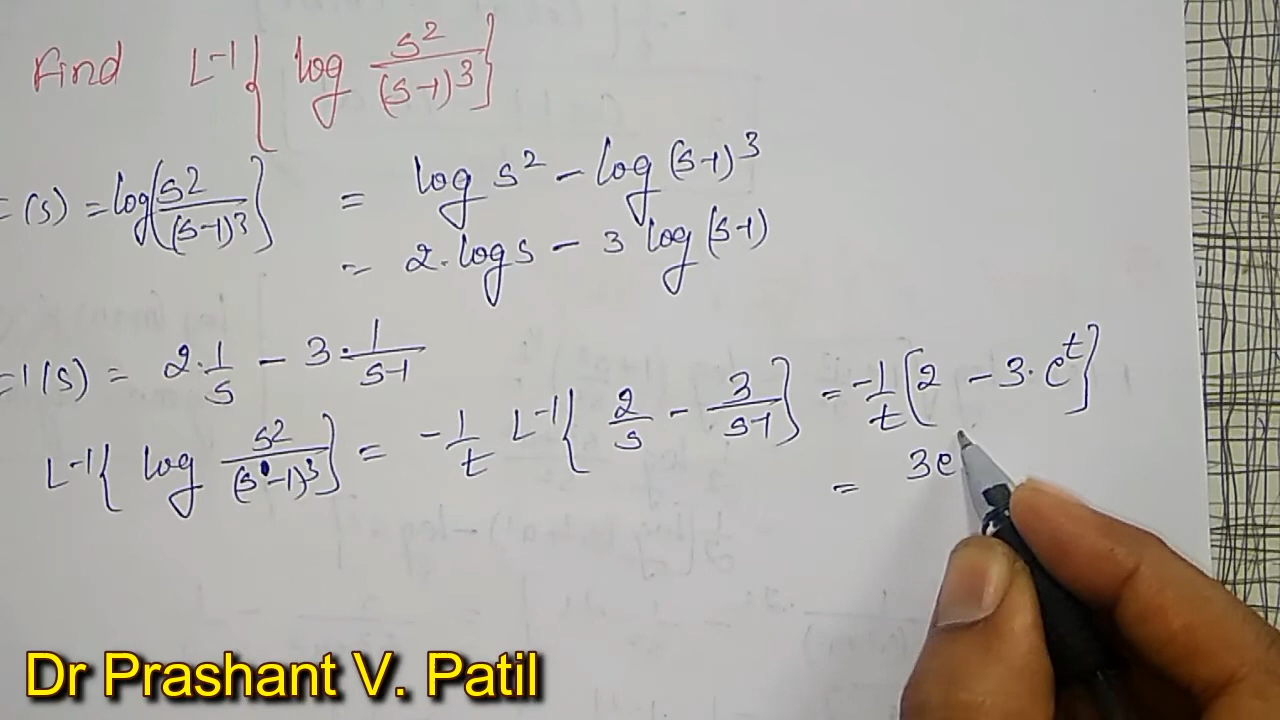 Find L⁻¹{ log s²/(s-1)³ }
=(s) = log{ s²/(s-1)³ } = log s² - log (s-1)³
= 2·log s - 3 log (s-1)
=¹(s) = 2·1/s - 3·1/(s-1)
L⁻¹{ log s²/(s-1)³ } = -1/t L⁻¹{ 2/s - 3/(s-1) } = -1/t [2 - 3·e^t]
= 3e
Dr Prashant V. Patil